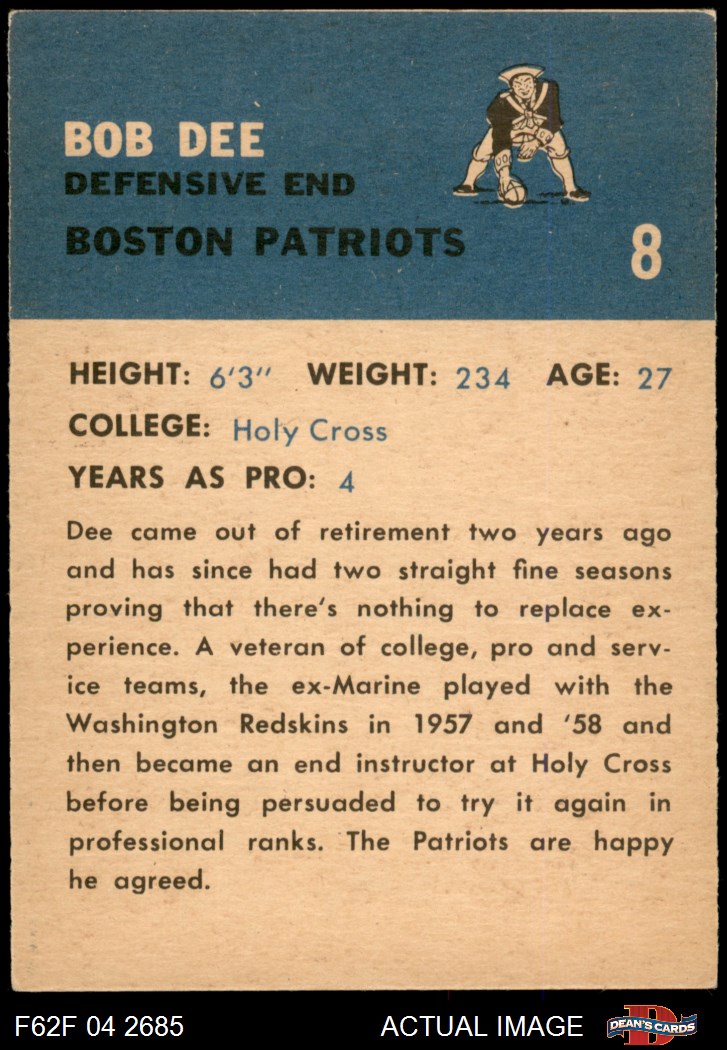 BOB DEE
DEFENSIVE END
BOSTON PATRIOTS
8
HEIGHT: 6'3" WEIGHT: 234 AGE: 27
COLLEGE: Holy Cross
YEARS AS PRO: 4
Dee came out of retirement two years ago
and has since had two straight fine seasons
proving that there's nothing to replace ex-
perience. A veteran of college, pro and serv-
ice teams, the ex-Marine played with the
Washington Redskins in 1957 and '58 and
then became an end instructor at Holy Cross
before being persuaded to try it again in
professional ranks. The Patriots are happy
he agreed.
F62F 04 2685 ACTUAL IMAGE D DEAN'S CARDS